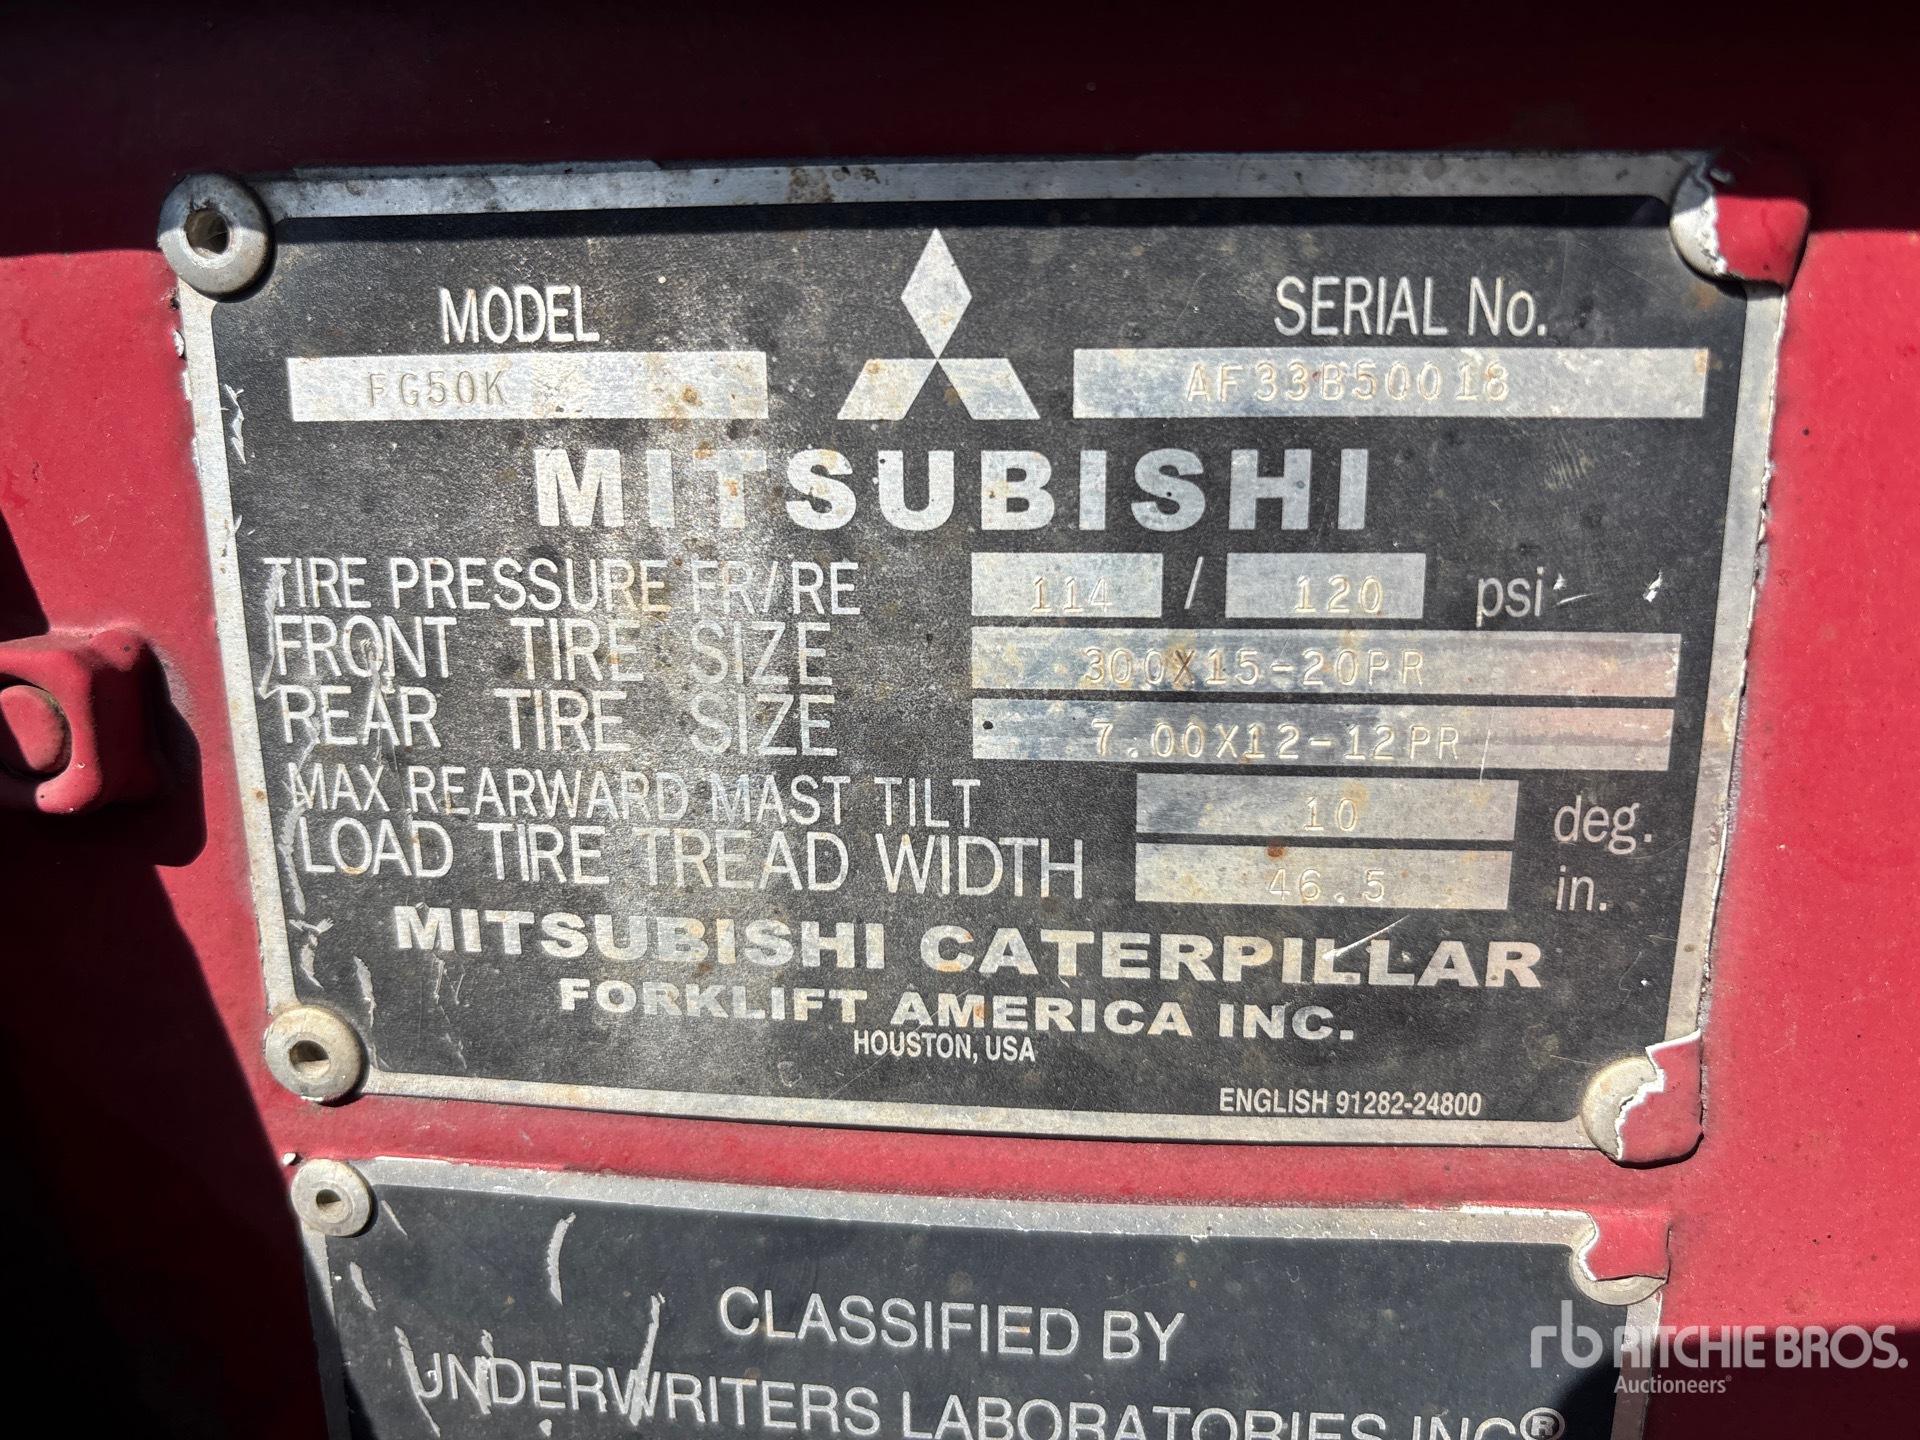 MODEL SERIAL No.
FG50K AF33B50018
MITSUBISHI
TIRE PRESSURE FR/RE 114 / 120 psi
FRONT TIRE SIZE 300X15-20PR
REAR TIRE SIZE 7.00X12-12PR
MAX REARWARD MAST TILT 10 deg.
LOAD TIRE TREAD WIDTH 46.5 in.
MITSUBISHI CATERPILLAR
FORKLIFT AMERICA INC.
HOUSTON, USA
ENGLISH 91282-24800
CLASSIFIED BY
UNDERWRITERS LABORATORIES INC®
rb RITCHIE BROS.
Auctioneers